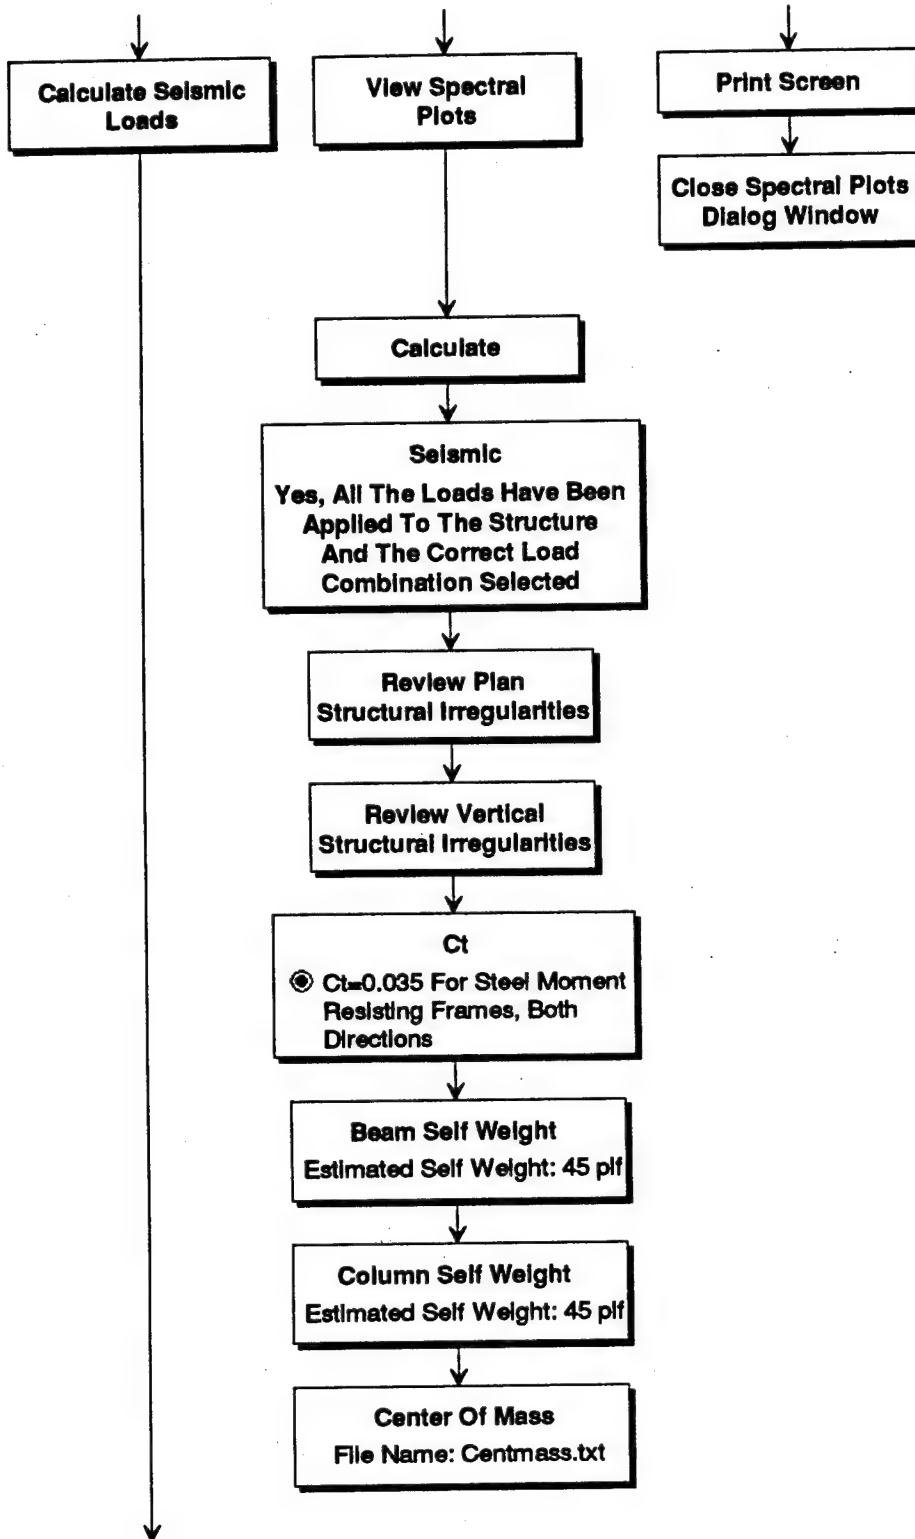 Calculate Seismic
Loads
View Spectral
Plots
Print Screen
Close Spectral Plots
Dialog Window
Calculate
Seismic
Yes, All The Loads Have Been
Applied To The Structure
And The Correct Load
Combination Selected
Review Plan
Structural Irregularities
Review Vertical
Structural Irregularities
Ct
Ct=0.035 For Steel Moment
Resisting Frames, Both
Directions
Beam Self Weight
Estimated Self Weight: 45 plf
Column Self Weight
Estimated Self Weight: 45 plf
Center Of Mass
File Name: Centmass.txt